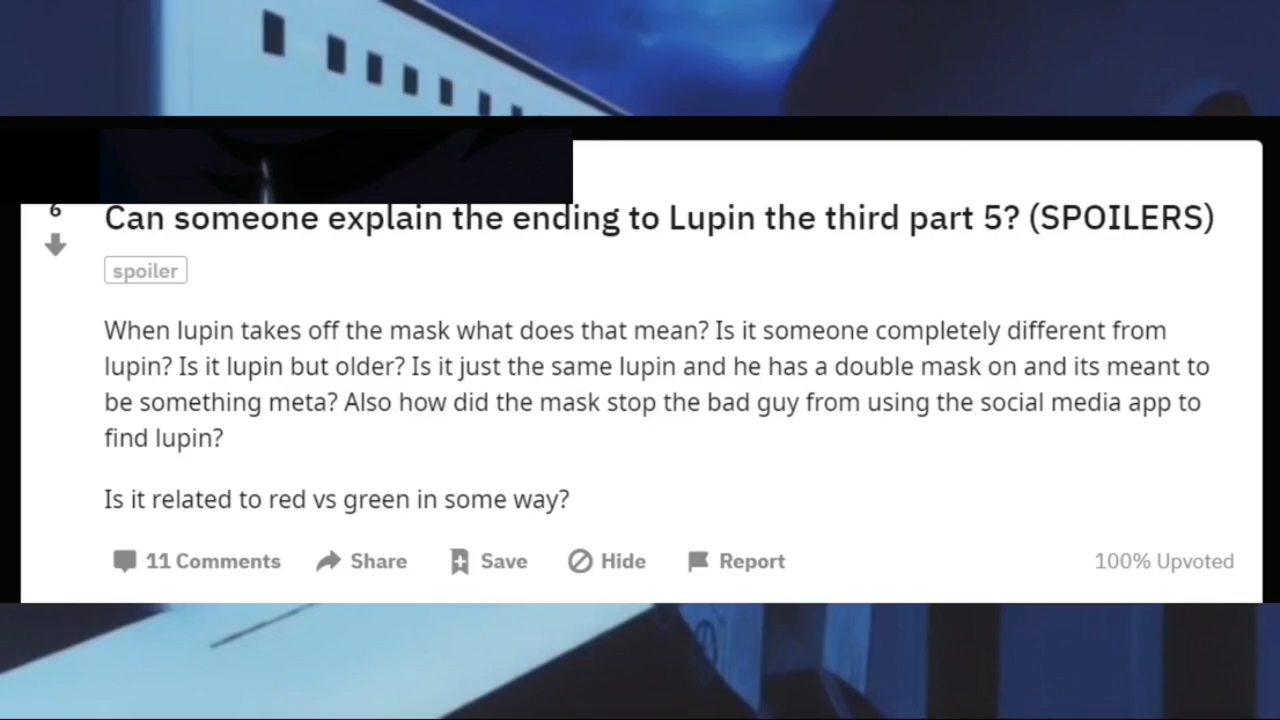 6
Can someone explain the ending to Lupin the third part 5? (SPOILERS)
spoiler
When lupin takes off the mask what does that mean? Is it someone completely different from
lupin? Is it lupin but older? Is it just the same lupin and he has a double mask on and its meant to
be something meta? Also how did the mask stop the bad guy from using the social media app to
find lupin?
Is it related to red vs green in some way?
11 Comments Share Save Hide Report 100% Upvoted